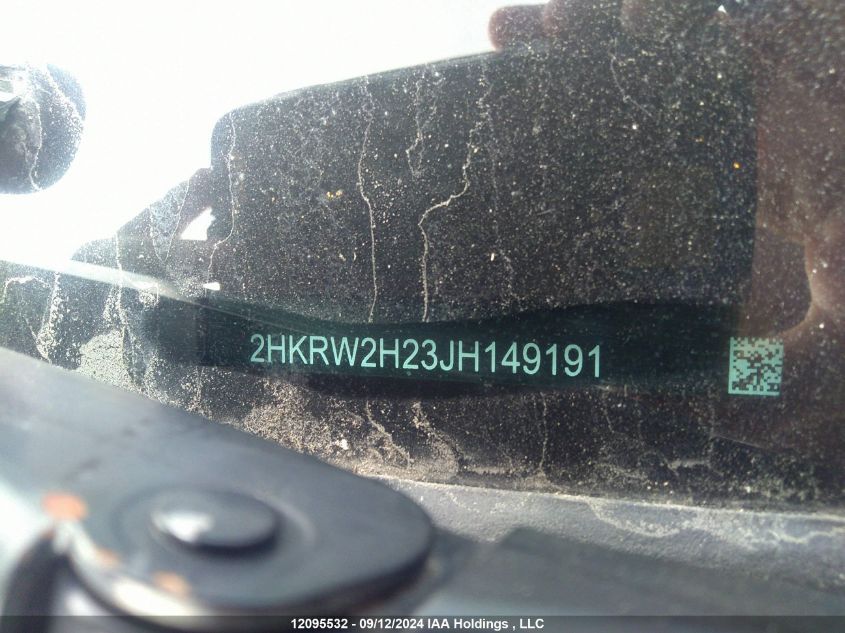 2HKRW2H23JH149191
12095532 - 09/12/2024 IAA Holdings , LLC